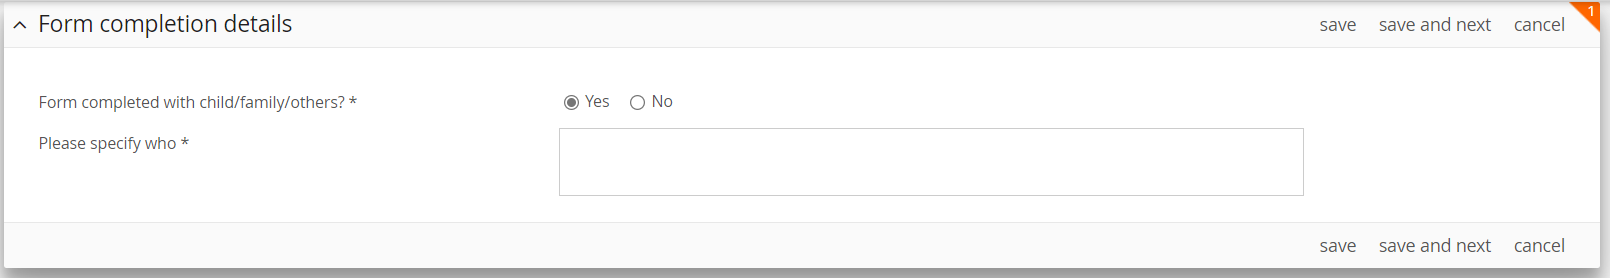 Form completion details save save and next cancel 1
Form completed with child/family/others? * Yes No
Please specify who *
save save and next cancel